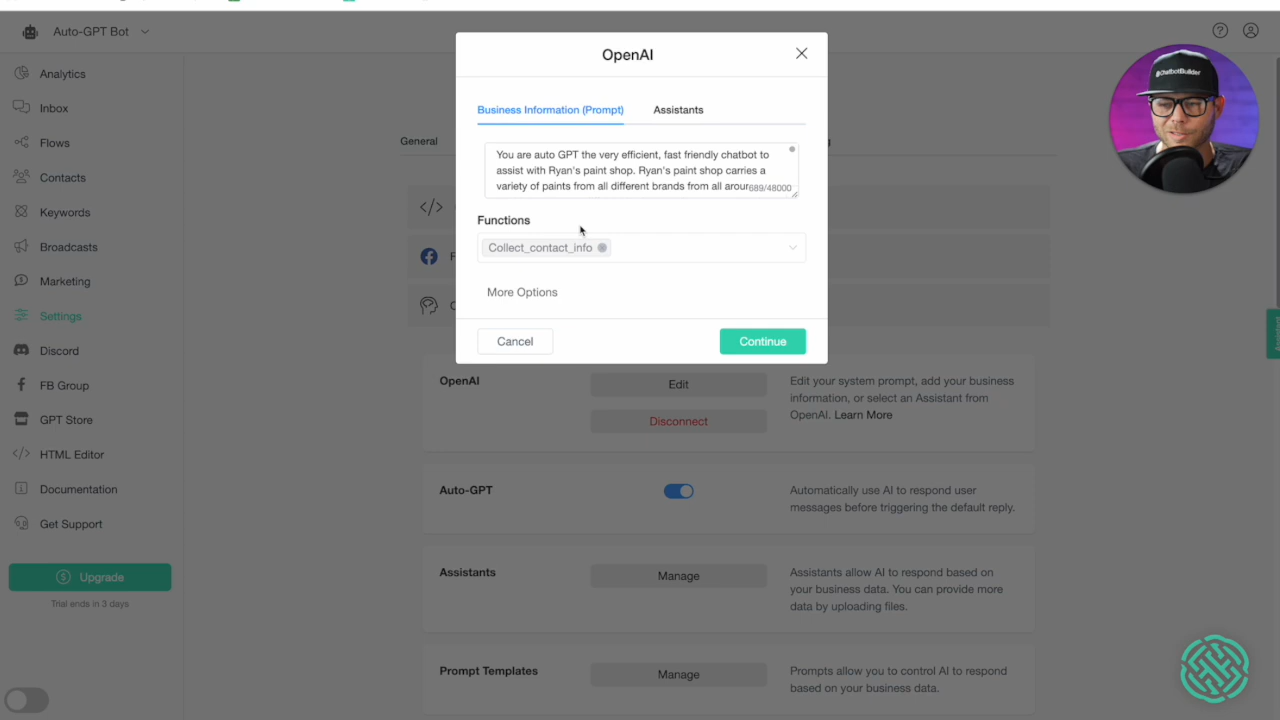 Auto-GPT Bot
Analytics
Inbox
Flows
Contacts
Keywords
Broadcasts
Marketing
Settings
Discord
FB Group
GPT Store
HTML Editor
Documentation
Get Support
Upgrade
Trial ends in 3 days
General
OpenAI
Business Information (Prompt)
Assistants
You are auto GPT the very efficient, fast friendly chatbot to
assist with Ryan's paint shop. Ryan's paint shop carries a
variety of paints from all different brands from all arour
689/48000
Functions
Collect_contact_info
More Options
Cancel
Continue
OpenAI
Edit
Disconnect
Edit your system prompt, add your business
information, or select an Assistant from
OpenAI. Learn More
Auto-GPT
Automatically use AI to respond user
messages before triggering the default reply.
Assistants
Manage
Assistants allow AI to respond based on
your business data. You can provide more
data by uploading files.
Prompt Templates
Manage
Prompts allow you to control AI to respond
based on your business data.
@ChatbotBuilder